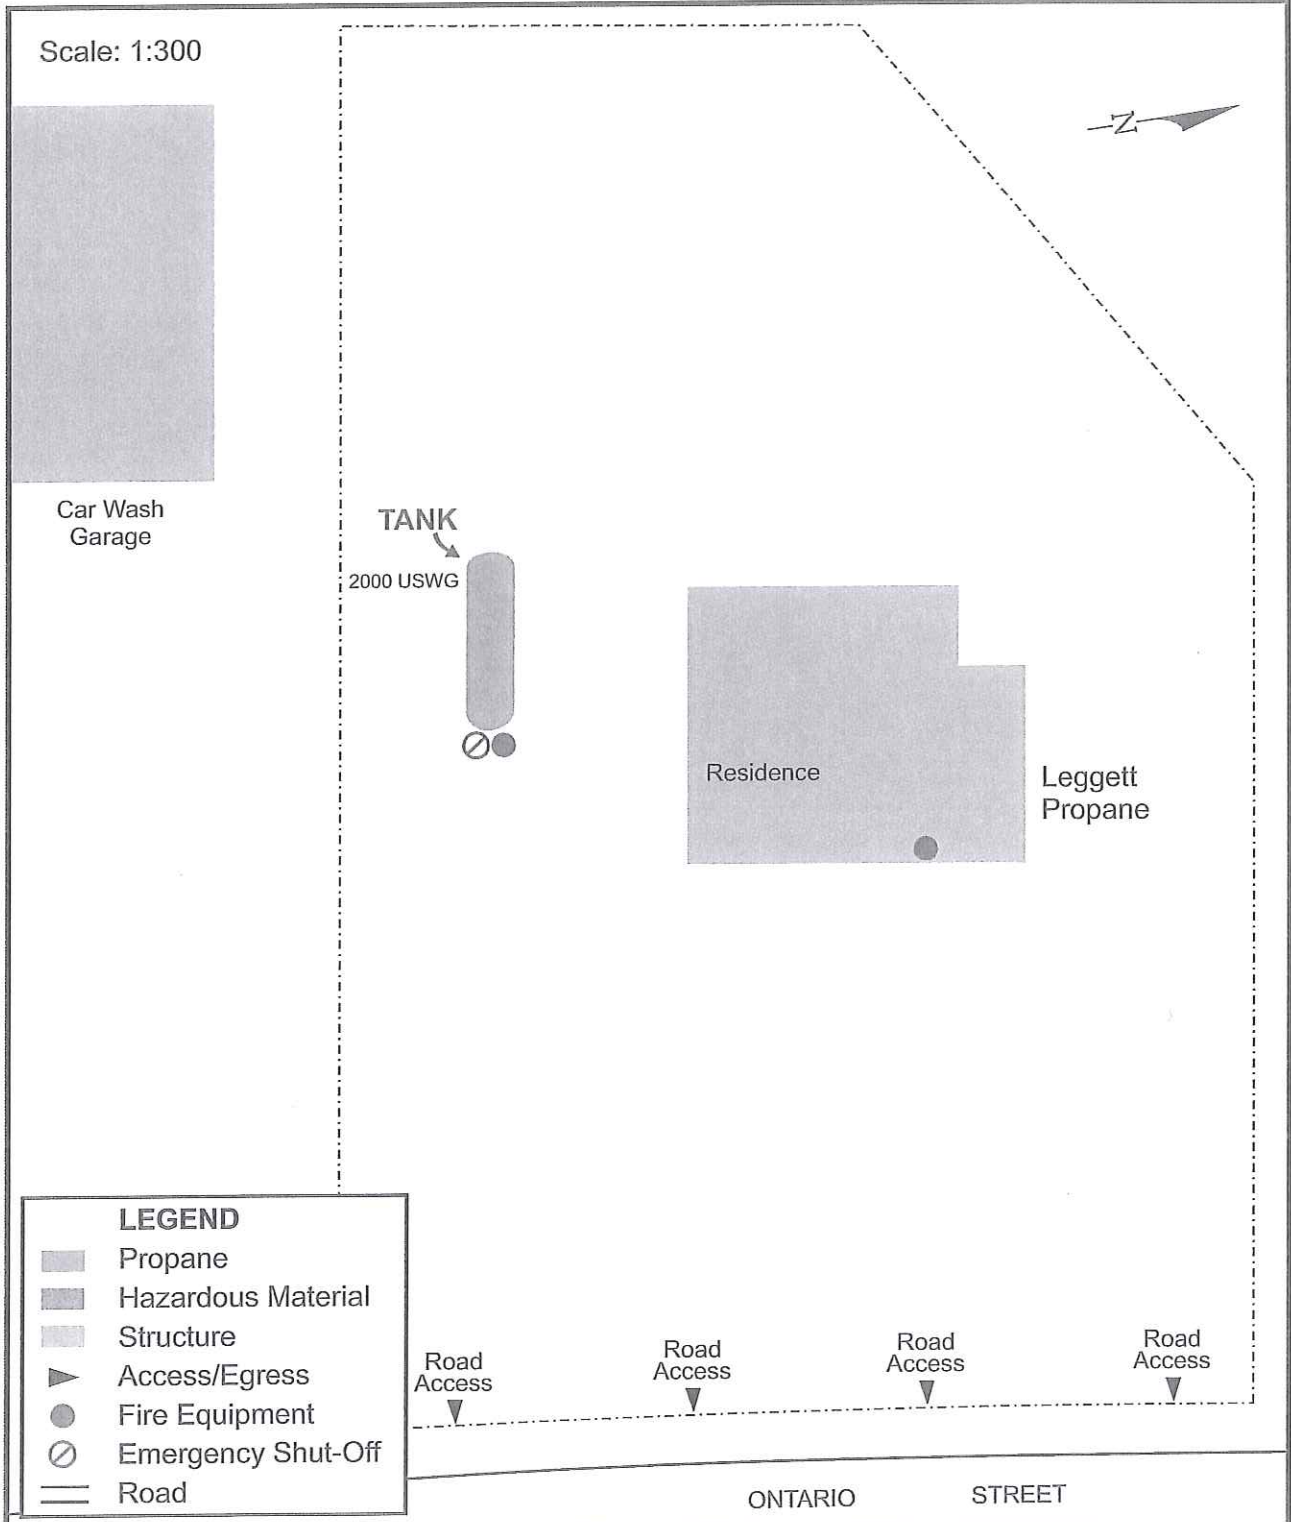 Scale: 1:300
N
Car Wash
Garage
TANK
2000 USWG
Residence
Leggett
Propane
LEGEND
Propane
Hazardous Material
Structure
Access/Egress
Fire Equipment
Emergency Shut-Off
Road
Road
Access
Road
Access
Road
Access
Road
Access
ONTARIO STREET